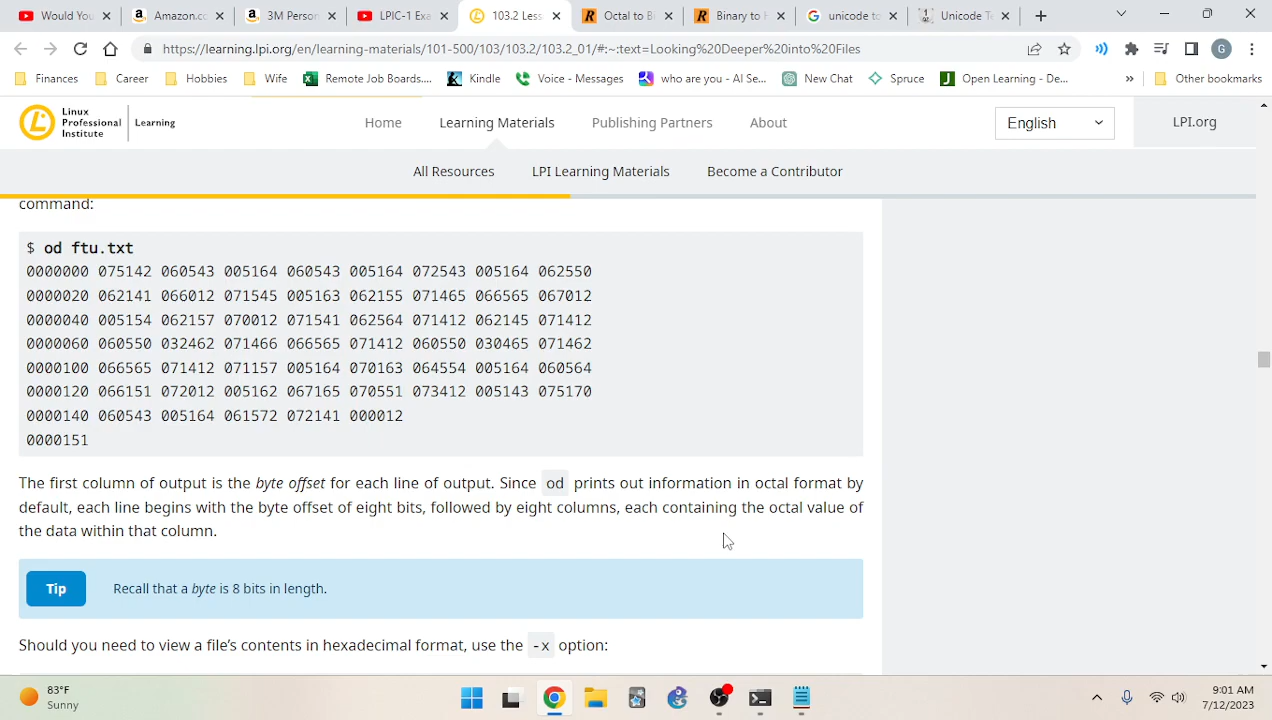 Would You
Amazon.cc
3M Person
LPIC-1 Exa
103.2 Less
Octal to B
Binary to H
unicode to
Unicode Te
https://learning.lpi.org/en/learning-materials/101-500/103/103.2/103.2_01/#:~:text=Looking%20Deeper%20into%20Files
G
Finances Career Hobbies Wife Remote Job Boards.... Kindle Voice - Messages who are you - AI Se... New Chat Spruce Open Learning - De... » Other bookmarks
Linux
Professional
Institute
Learning
Home Learning Materials Publishing Partners About
English
LPI.org
All Resources LPI Learning Materials Become a Contributor
command:
$ od ftu.txt
0000000 075142 060543 005164 060543 005164 072543 005164 062550
0000020 062141 066012 071545 005163 062155 071465 066565 067012
0000040 005154 062157 070012 071541 062564 071412 062145 071412
0000060 060550 032462 071466 066565 071412 060550 030465 071462
0000100 066565 071412 071157 005164 070163 064554 005164 060564
0000120 066151 072012 005162 067165 070551 073412 005143 075170
0000140 060543 005164 061572 072141 000012
0000151
The first column of output is the byte offset for each line of output. Since od prints out information in octal format by
default, each line begins with the byte offset of eight bits, followed by eight columns, each containing the octal value of
the data within that column.
Tip
Recall that a byte is 8 bits in length.
Should you need to view a file's contents in hexadecimal format, use the -x option:
83°F
Sunny
9:01 AM
7/12/2023